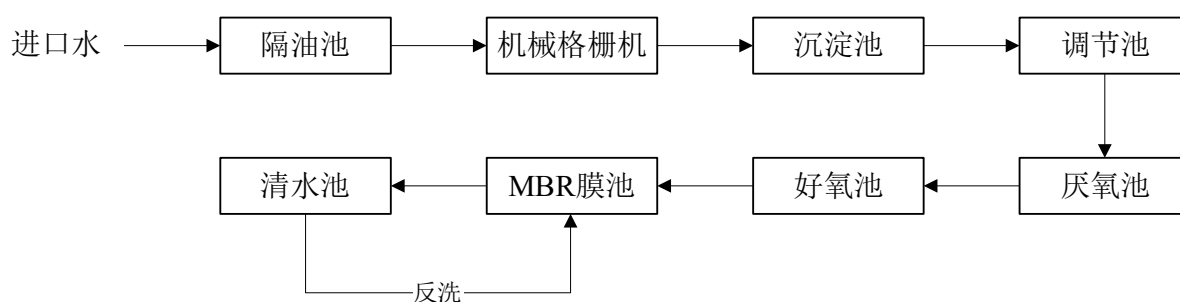 进口水
隔油池
机械格栅机
沉淀池
调节池
清水池
MBR膜池
好氧池
厌氧池
反洗